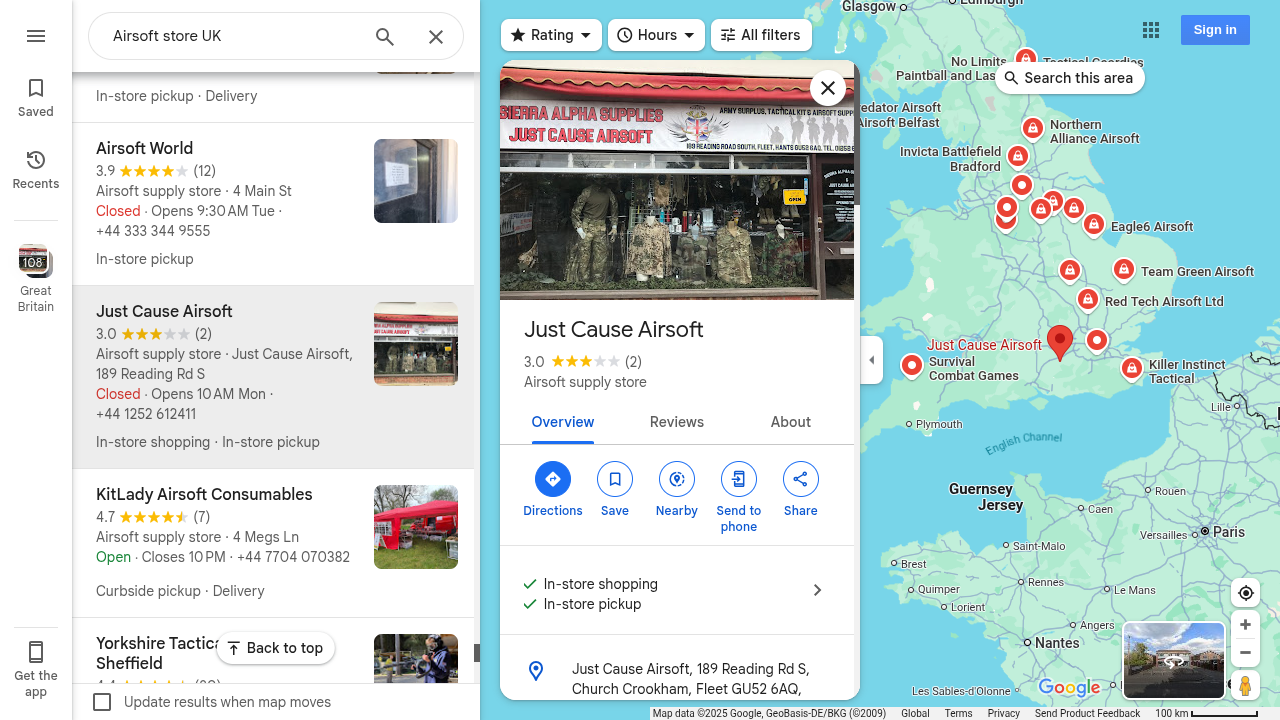 Airsoft store UK
Saved
Recents
108
Great
Britain
Get the
app
In-store pickup · Delivery
Airsoft World
3.9 (12)
Airsoft supply store · 4 Main St
Closed · Opens 9:30 AM Tue ·
+44 333 344 9555
In-store pickup
Just Cause Airsoft
3.0 (2)
Airsoft supply store · Just Cause Airsoft,
189 Reading Rd S
Closed · Opens 10 AM Mon ·
+44 1252 612411
In-store shopping · In-store pickup
KitLady Airsoft Consumables
4.7 (7)
Airsoft supply store · 4 Megs Ln
Open · Closes 10 PM · +44 7704 070382
Curbside pickup · Delivery
Yorkshire Tactica
Sheffield
Back to top
Update results when map moves
Rating
Hours
All filters
SIERRA ALPHA SUPPLIES
JUST CAUSE AIRSOFT
ARMY SURPLUS, TACTICAL KIT & AIRSOFT SUPP
189 READING ROAD SOUTH, FLEET, HANTS GU52 6AQ, TEL. 01252 6
OPEN
Just Cause Airsoft
3.0 (2)
Airsoft supply store
Overview
Reviews
About
Directions
Save
Nearby
Send to
phone
Share
In-store shopping
In-store pickup
Just Cause Airsoft, 189 Reading Rd S,
Church Crookham, Fleet GU52 6AQ,
Sign in
Search this area
Glasgow
Edinburgh
No Limits
Paintball and Las
Tactical Geardies
edator Airsoft
Airsoft Belfast
Northern
Alliance Airsoft
Invicta Battlefield
Bradford
Eagle6 Airsoft
Team Green Airsoft
Red Tech Airsoft Ltd
Just Cause Airsoft
Survival
Combat Games
Killer Instinct
Tactical
Lille
Plymouth
English Channel
Guernsey
Jersey
Rouen
Caen
Versailles
Paris
Saint-Malo
Brest
Rennes
Quimper
Le Mans
Lorient
Angers
Nantes
Les Sables-d'Olonne
Google
Map data ©2025 Google, GeoBasis-DE/BKG (©2009)
Global
Terms
Privacy
Send Product Feedback
100 km